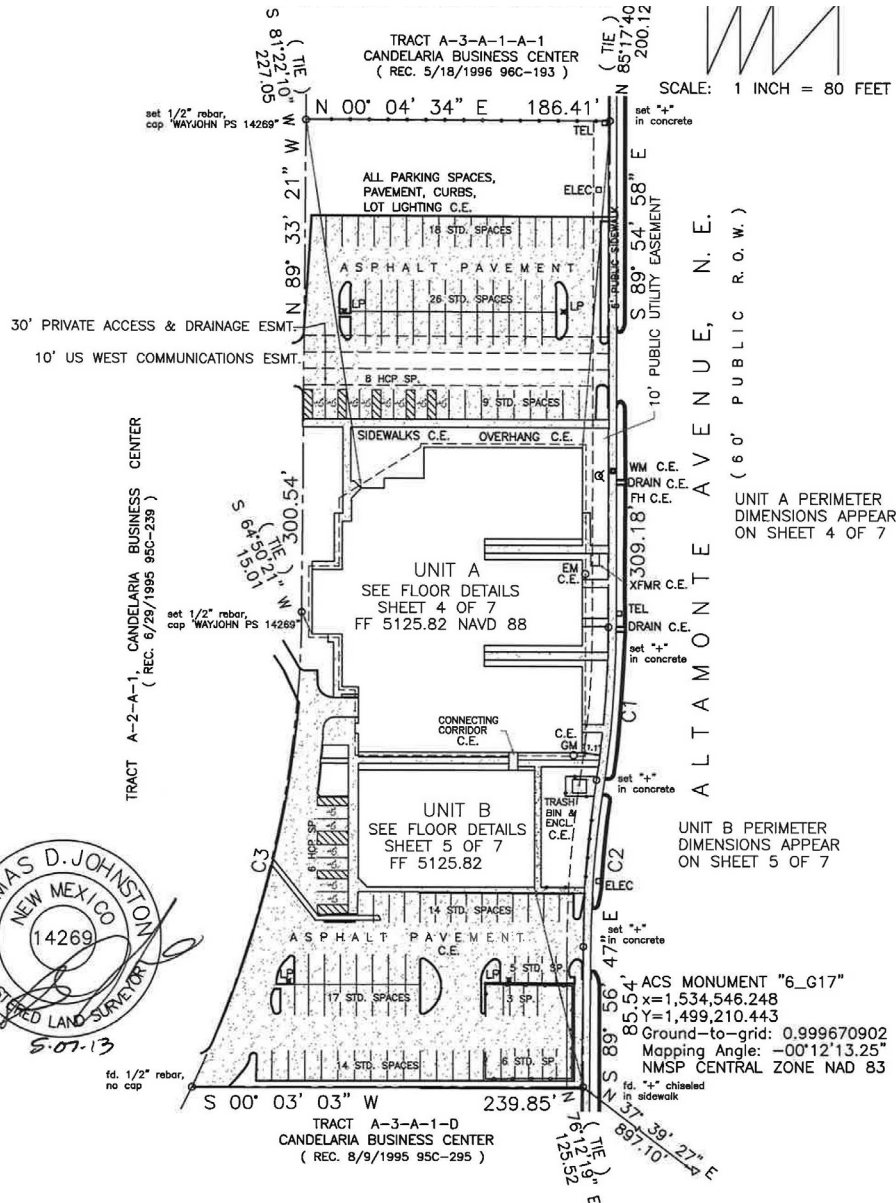 TRACT A-3-A-1-A-1
CANDELARIA BUSINESS CENTER
( REC. 5/18/1996 96C-193 )
S 81°22'10" W
( TIE )
227.05
( TIE )
N 85°17'40
200.12
SCALE: 1 INCH = 80 FEET
set 1/2" rebar,
cap "WAYJOHN PS 14269"
N 00° 04' 34" E 186.41'
set "+"
in concrete
TEL
ALL PARKING SPACES,
PAVEMENT, CURBS,
LOT LIGHTING C.E.
ELEC
N 89° 33' 21" W
300.54'
18 STD. SPACES
ASPHALT PAVEMENT
LP
26 STD. SPACES
LP
6' PUBLIC SIDEWALK
S 89° 54' 58" E
309.18'
10' PUBLIC UTILITY EASEMENT
ALTAMONTE AVENUE, N.E.
( 60' PUBLIC R.O.W. )
30' PRIVATE ACCESS & DRAINAGE ESMT.
10' US WEST COMMUNICATIONS ESMT.
8 HCP SP.
9 STD. SPACES
SIDEWALKS C.E.
OVERHANG C.E.
WM C.E.
DRAIN C.E.
FH C.E.
UNIT A PERIMETER
DIMENSIONS APPEAR
ON SHEET 4 OF 7
TRACT A-2-A-1, CANDELARIA BUSINESS CENTER
( REC. 6/29/1995 95C-239 )
S 64°50'21" W
( TIE )
15.01
UNIT A
SEE FLOOR DETAILS
SHEET 4 OF 7
FF 5125.82 NAVD 88
EM
C.E.
XFMR C.E.
set 1/2" rebar,
cap "WAYJOHN PS 14269"
TEL
DRAIN C.E.
set "+"
in concrete
C1
CONNECTING
CORRIDOR
C.E.
C.E.
GM
1.1'
set "+"
in concrete
UNIT B
SEE FLOOR DETAILS
SHEET 5 OF 7
FF 5125.82
TRASH
BIN &
ENCL.
C.E.
UNIT B PERIMETER
DIMENSIONS APPEAR
ON SHEET 5 OF 7
6 HCP SP.
C3
C2
ELEC
14 STD. SPACES
ASPHALT PAVEMENT
C.E.
set "+"
in concrete
LP
17 STD. SPACES
LP
5 STD. SP.
3 SP.
S 89° 56' 47" E
85.54'
ACS MONUMENT "6_G17"
x=1,534,546.248
Y=1,499,210.443
Ground-to-grid: 0.999670902
Mapping Angle: -00°12'13.25"
NMSP CENTRAL ZONE NAD 83
MAS D. JOHNSTON
NEW MEXICO
14269
LAND SURVEYOR
5-07-13
fd. 1/2" rebar,
no cap
14 STD. SPACES
6 STD. SP.
fd. "+" chiseled
in sidewalk
S 00° 03' 03" W 239.85'
TRACT A-3-A-1-D
CANDELARIA BUSINESS CENTER
( REC. 8/9/1995 95C-295 )
N 76°12'19" E
( TIE )
125.52
N 37° 39' 27" E
897.10'